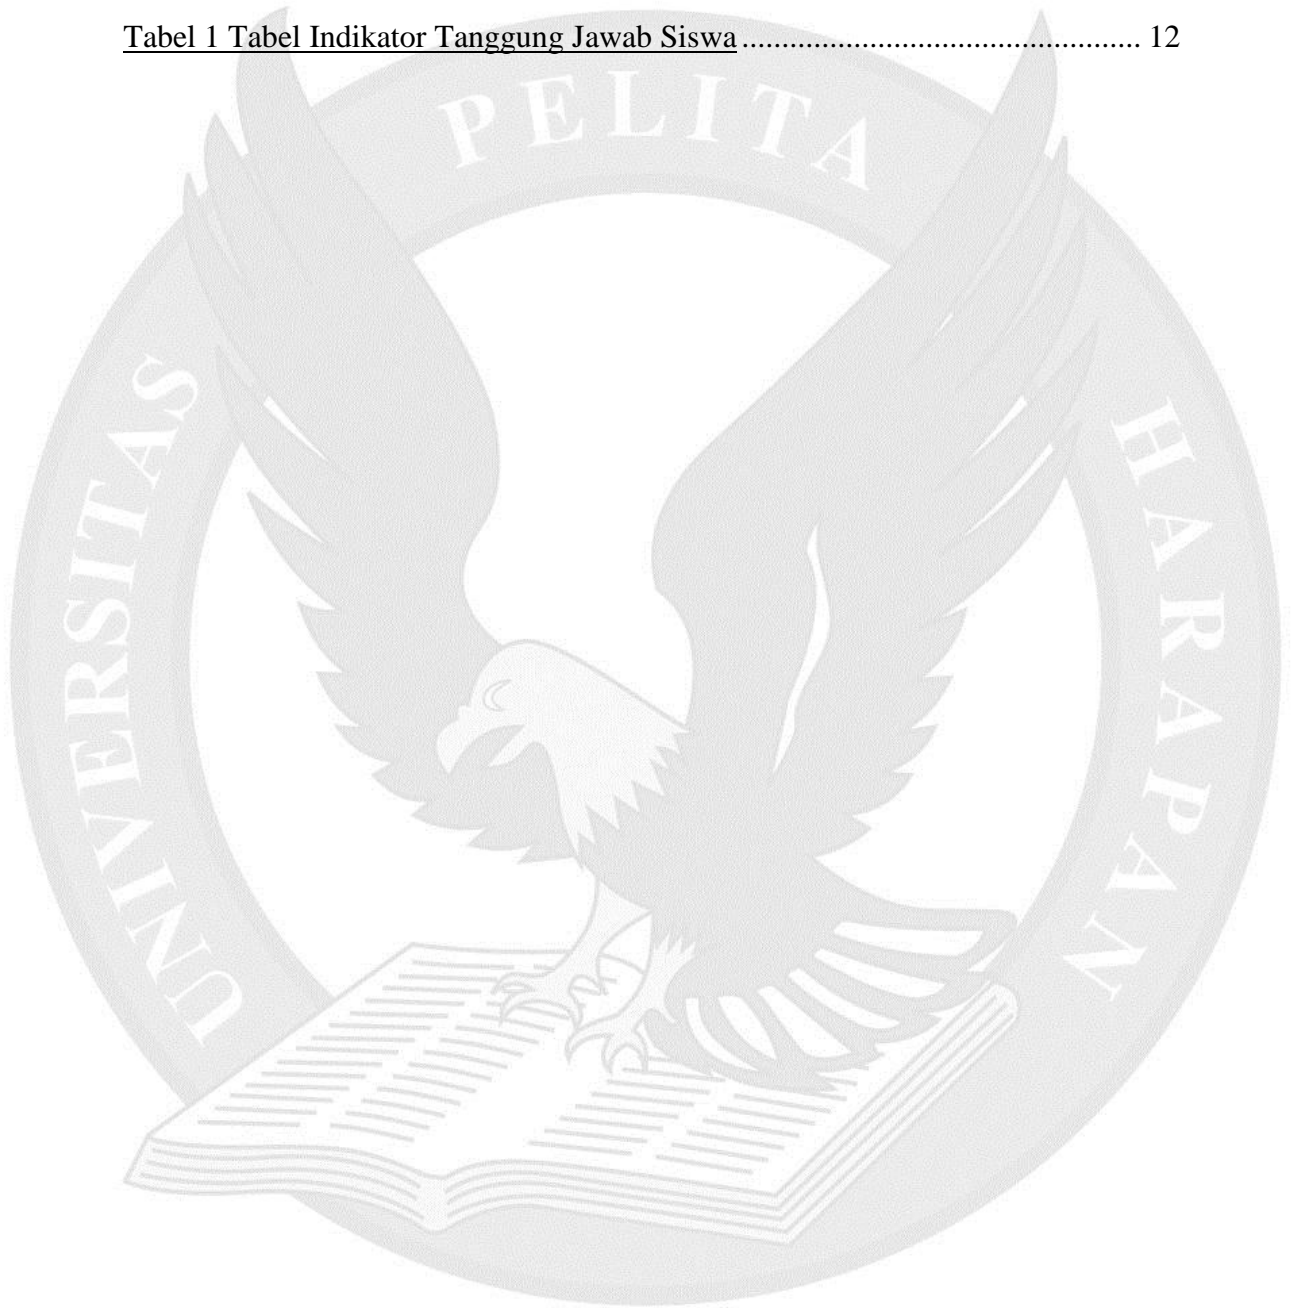 Tabel 1 Tabel Indikator Tanggung Jawab Siswa ................................................. 12
PELITA
UNIVERSITAS
HARAPAN